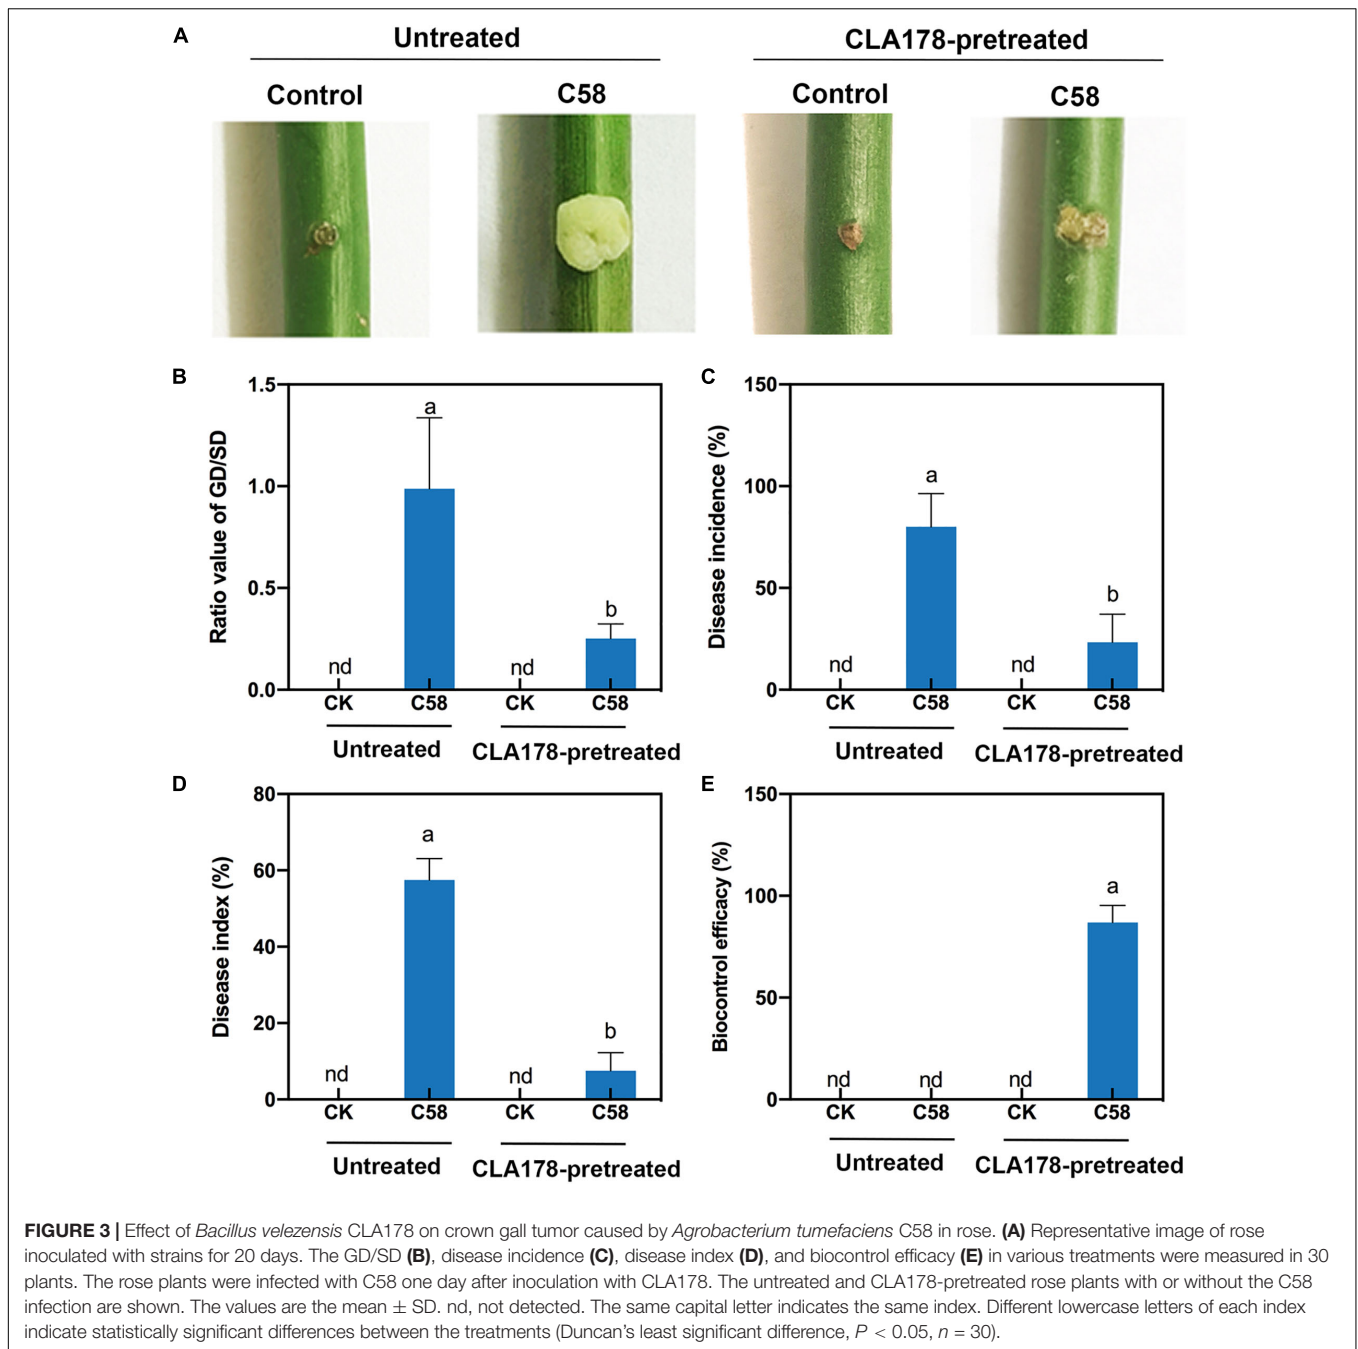 A
Untreated
CLA178-pretreated
Control
C58
Control
C58
B
1.5
1.0
0.5
0.0
Ratio value of GD/SD
nd
a
nd
b
CK
C58
CK
C58
Untreated
CLA178-pretreated
C
150
100
50
0
Disease incidence (%)
nd
a
nd
b
CK
C58
CK
C58
Untreated
CLA178-pretreated
D
80
60
40
20
0
Disease index (%)
nd
a
nd
b
CK
C58
CK
C58
Untreated
CLA178-pretreated
E
150
100
50
0
Biocontrol efficacy (%)
nd
nd
nd
a
CK
C58
CK
C58
Untreated
CLA178-pretreated
FIGURE 3 | Effect of Bacillus velezensis CLA178 on crown gall tumor caused by Agrobacterium tumefaciens C58 in rose. (A) Representative image of rose
inoculated with strains for 20 days. The GD/SD (B), disease incidence (C), disease index (D), and biocontrol efficacy (E) in various treatments were measured in 30
plants. The rose plants were infected with C58 one day after inoculation with CLA178. The untreated and CLA178-pretreated rose plants with or without the C58
infection are shown. The values are the mean ± SD. nd, not detected. The same capital letter indicates the same index. Different lowercase letters of each index
indicate statistically significant differences between the treatments (Duncan's least significant difference, P < 0.05, n = 30).